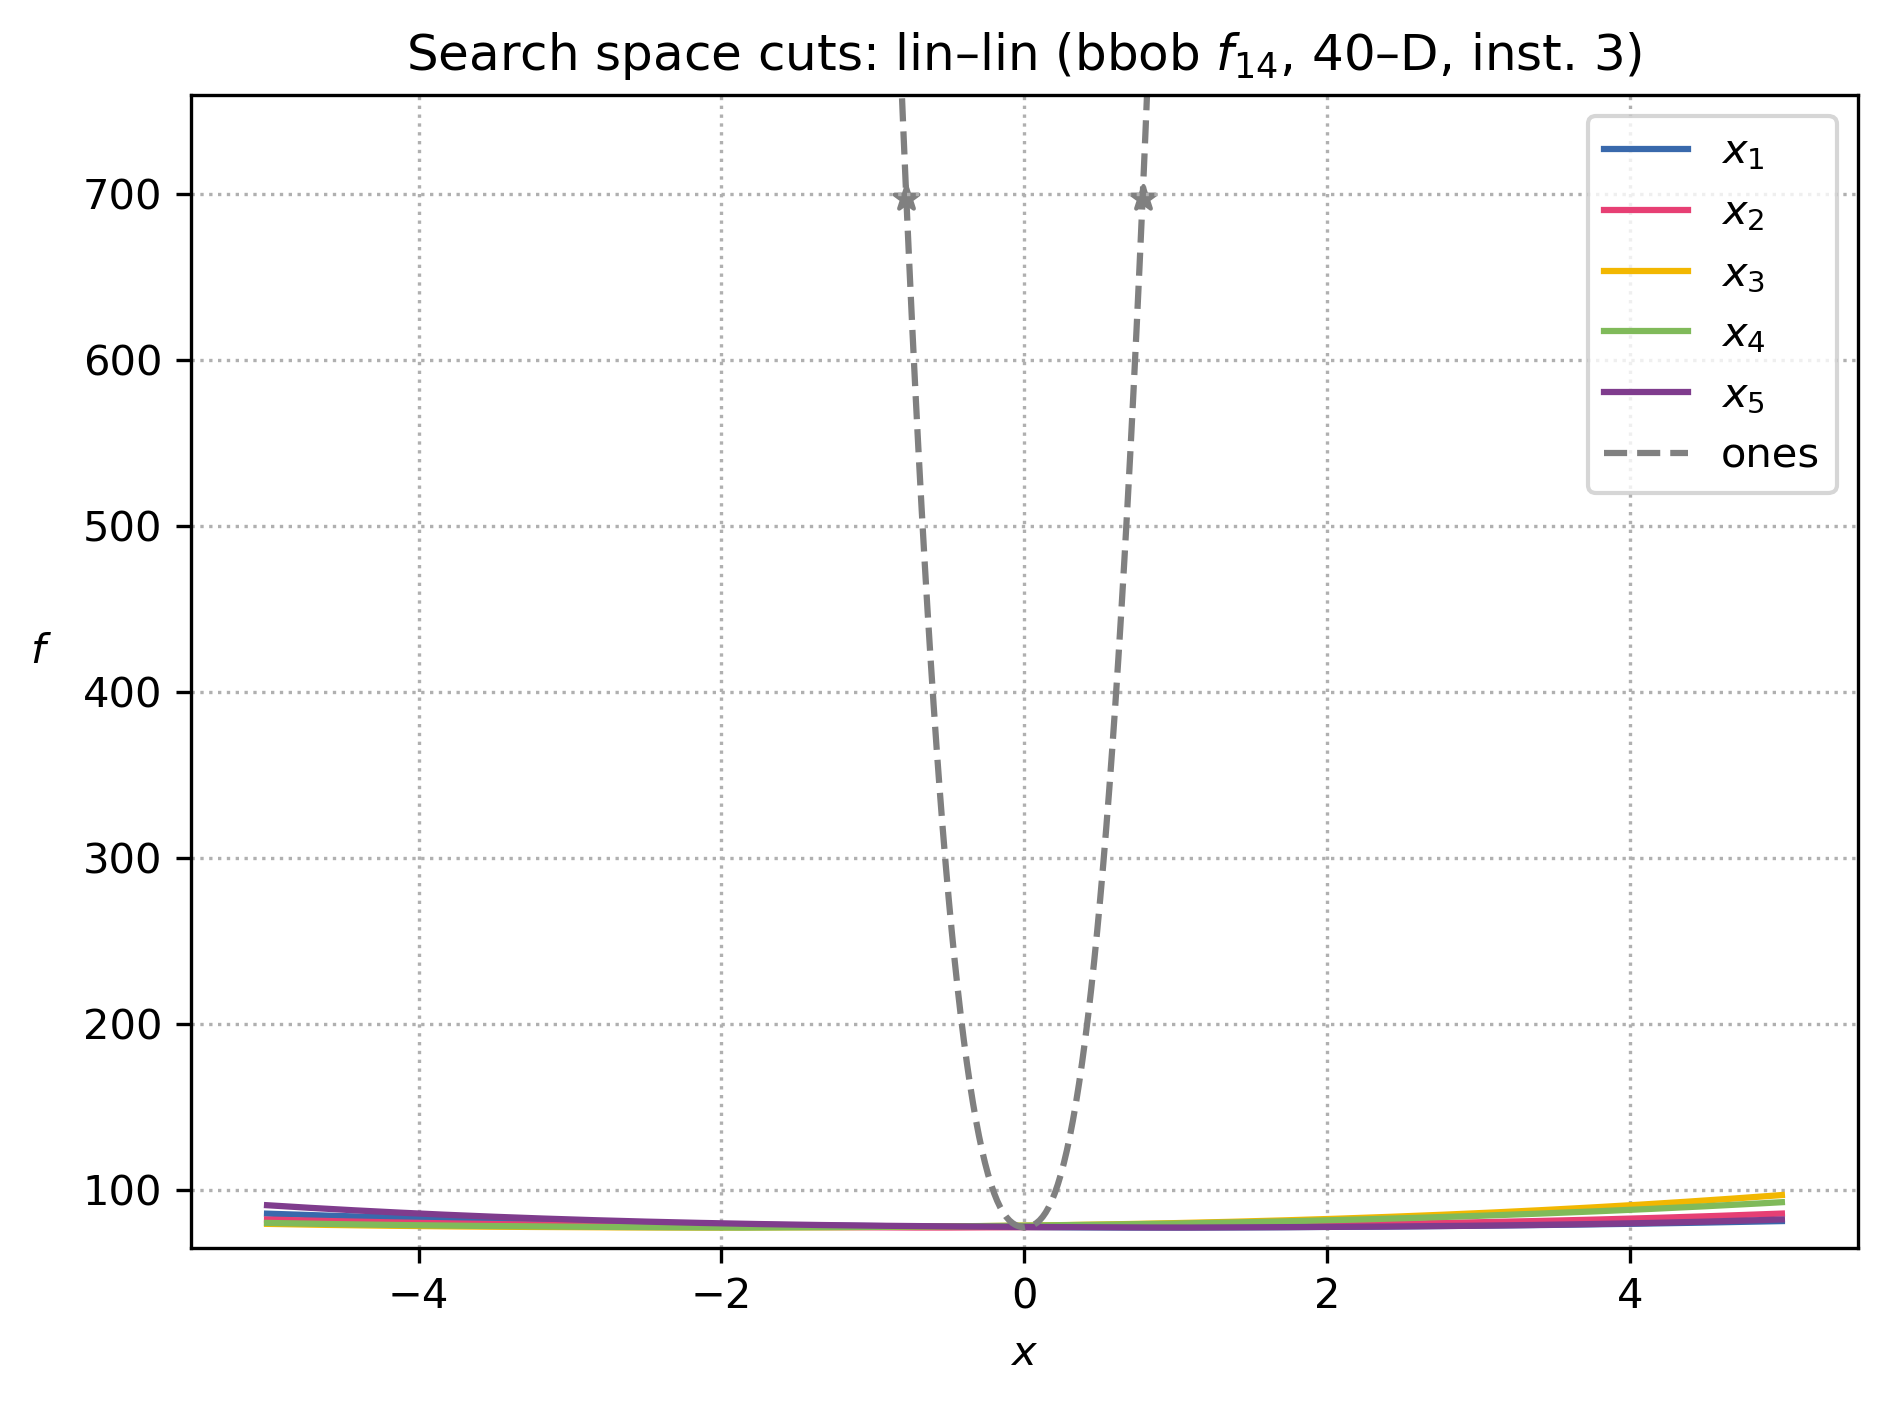 Search space cuts: lin–lin (bbob f14, 40–D, inst. 3)
700
600
500
400
300
200
100
f
x1
x2
x3
x4
x5
ones
−4 −2 0 2 4
x